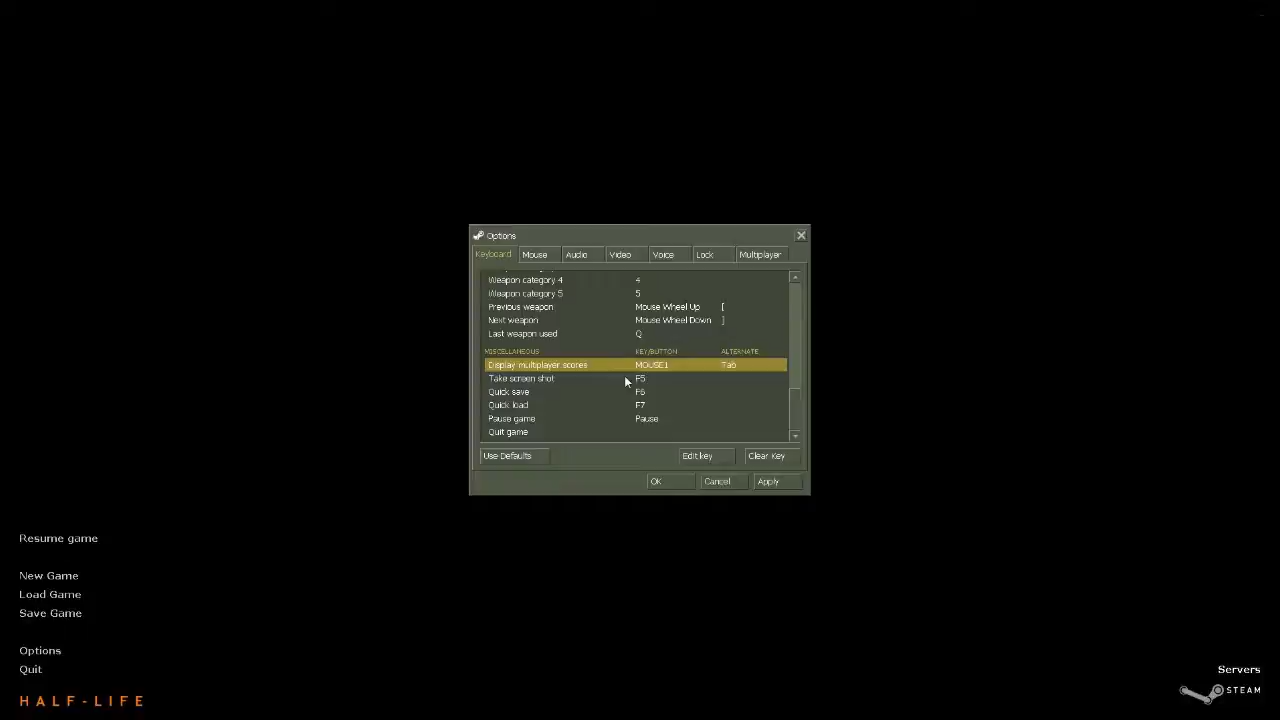 Options
Keyboard Mouse Audio Video Voice Lock Multiplayer
Weapon category 4 4
Weapon category 5 5
Previous weapon Mouse Wheel Up [
Next weapon Mouse Wheel Down ]
Last weapon used Q
MISCELLANEOUS KEY/BUTTON ALTERNATE
Display multiplayer scores MOUSE1 Tab
Take screen shot F5
Quick save F6
Quick load F7
Pause game Pause
Quit game
Use Defaults Edit key Clear Key
OK Cancel Apply
Resume game
New Game
Load Game
Save Game
Options
Quit
Servers
HALF-LIFE
STEAM